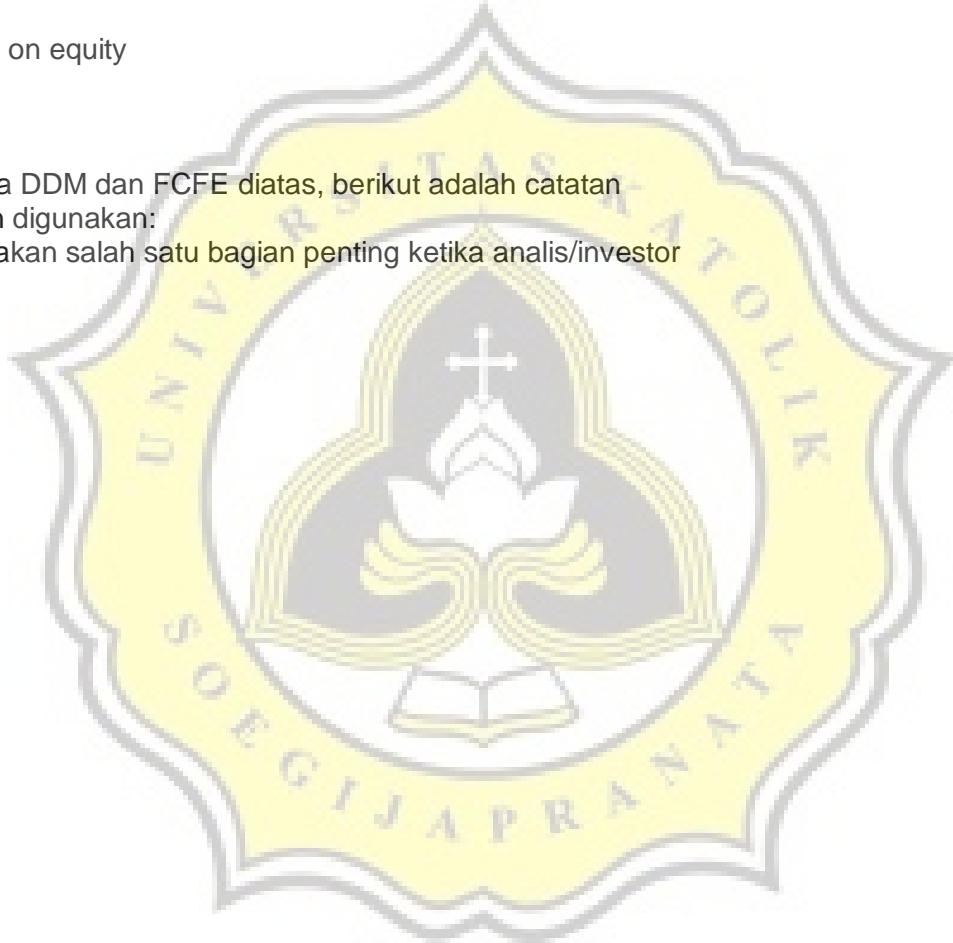 on equity
a DDM dan FCFE diatas, berikut adalah catatan
n digunakan:
akan salah satu bagian penting ketika analis/investor
UNIVERSITAS KATOLIK
SOEGIJAPRANATA